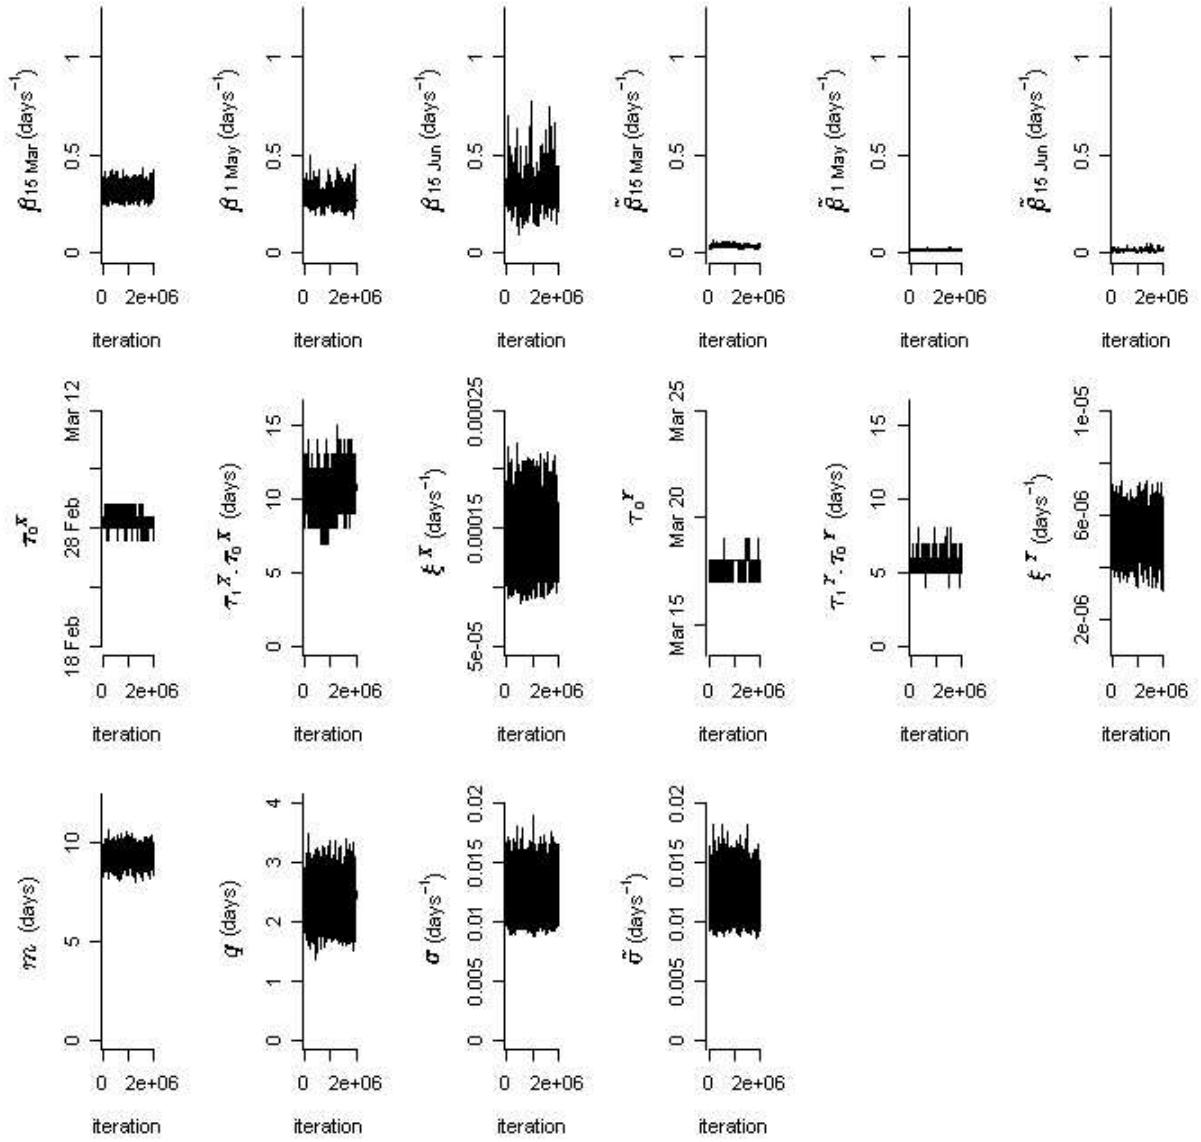 β 15 Mar (days⁻¹)
0 0.5 1
0 2e+06
iteration
β 1 May (days⁻¹)
0 0.5 1
0 2e+06
iteration
β 15 Jun (days⁻¹)
0 0.5 1
0 2e+06
iteration
β̃ 15 Mar (days⁻¹)
0 0.5 1
0 2e+06
iteration
β̃ 1 May (days⁻¹)
0 0.5 1
0 2e+06
iteration
β̃ 15 Jun (days⁻¹)
0 0.5 1
0 2e+06
iteration
τ₀ˣ
18 Feb 28 Feb Mar 12
0 2e+06
iteration
τ₁ˣ - τ₀ˣ (days)
0 5 10 15
0 2e+06
iteration
ξˣ (days⁻¹)
5e-05 0.00015 0.00025
0 2e+06
iteration
τ₀ʸ
Mar 15 Mar 20 Mar 25
0 2e+06
iteration
τ₁ʸ - τ₀ʸ (days)
0 5 10 15
0 2e+06
iteration
ξʸ (days⁻¹)
2e-06 6e-06 1e-05
0 2e+06
iteration
m (days)
0 5 10
0 2e+06
iteration
q (days)
0 1 2 3 4
0 2e+06
iteration
σ (days⁻¹)
0 0.005 0.01 0.015 0.02
0 2e+06
iteration
σ̃ (days⁻¹)
0 0.005 0.01 0.015 0.02
0 2e+06
iteration